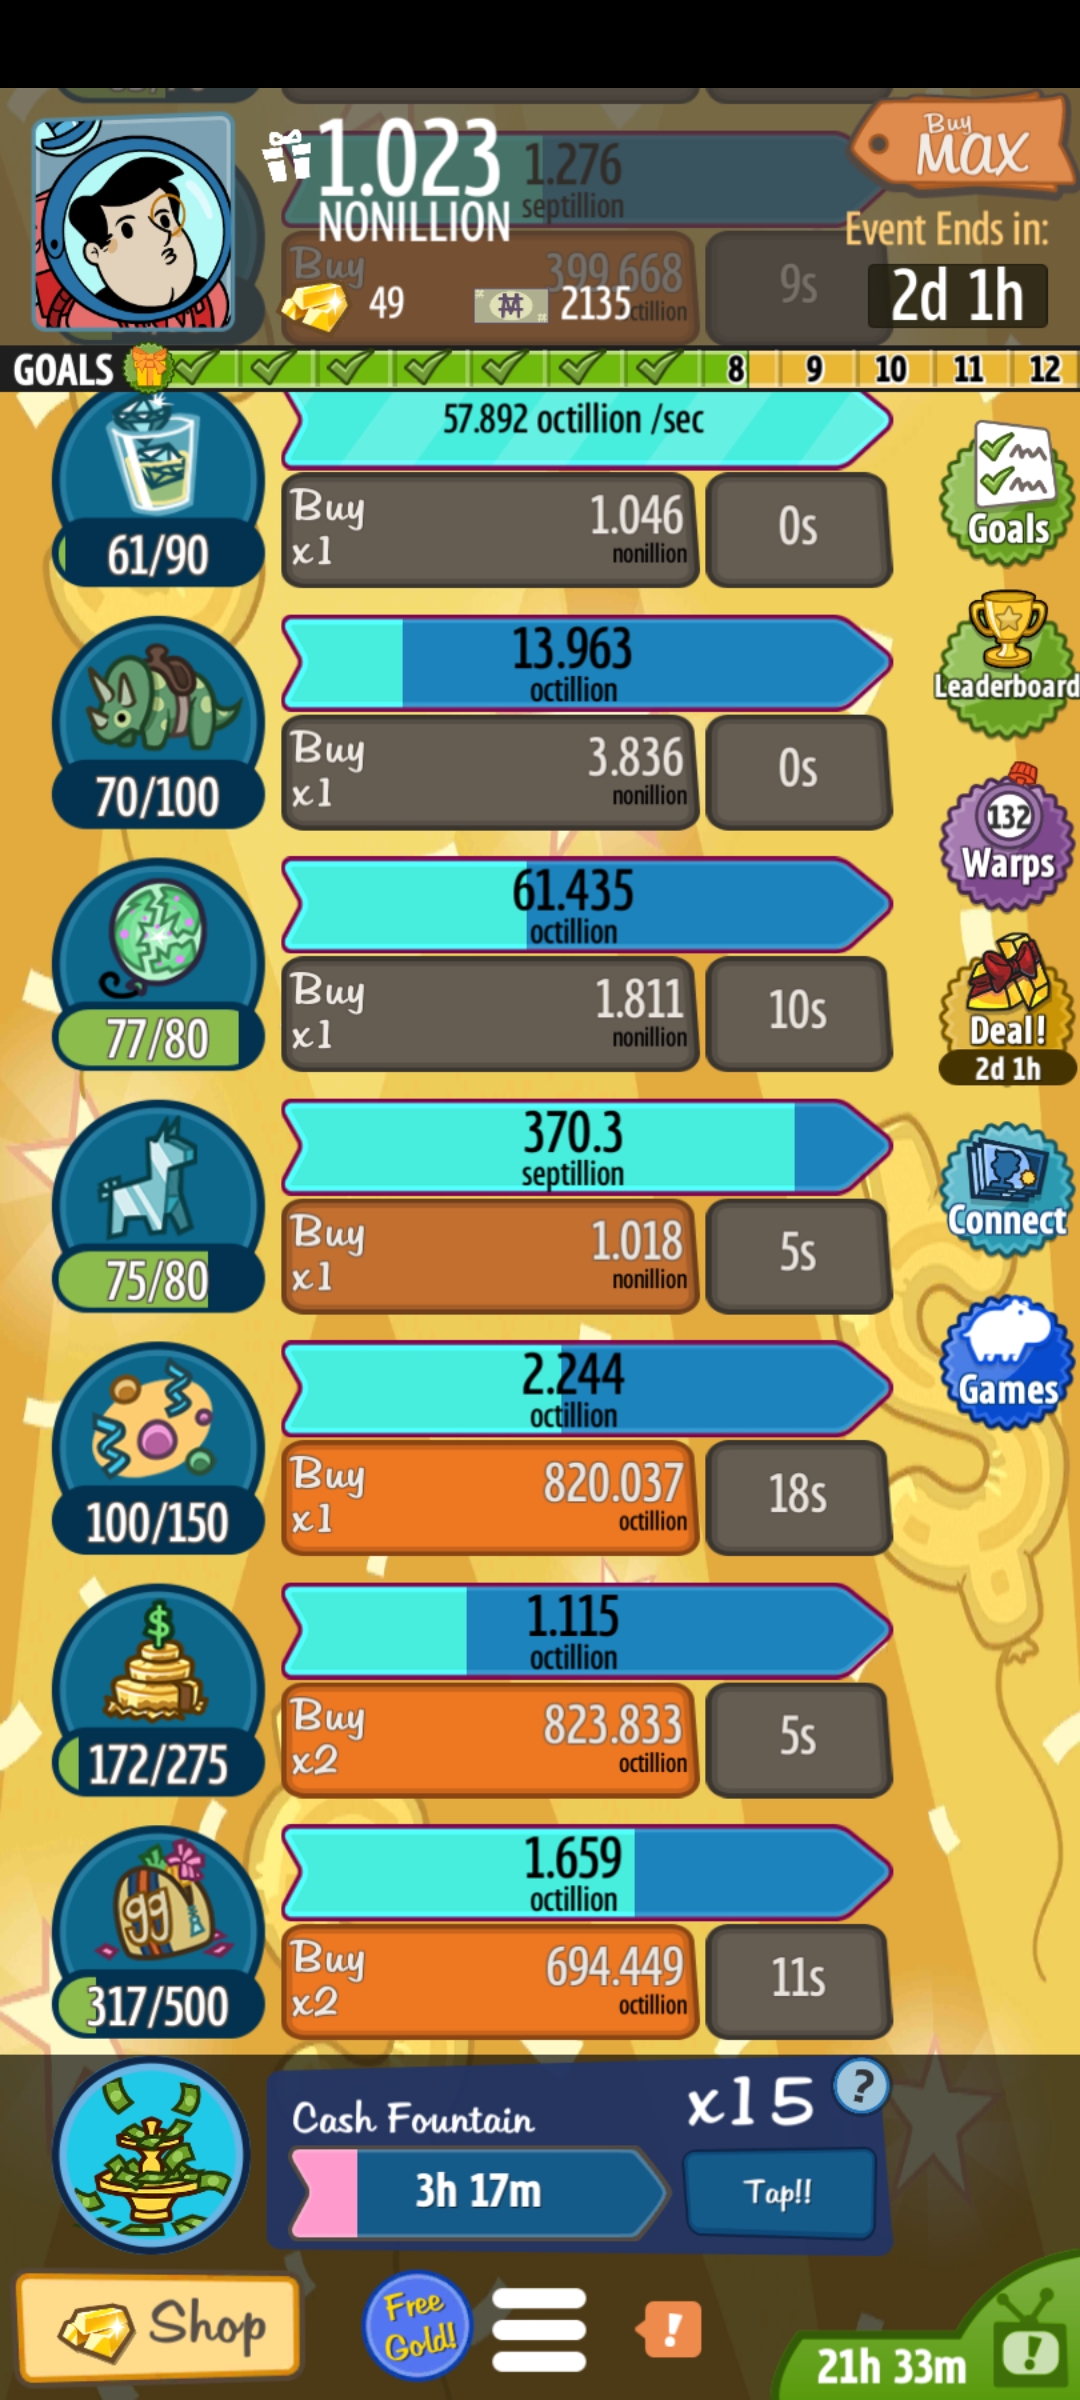 1.023
NONILLION
1.276
septillion
Buy
MAX
Event Ends in:
2d 1h
Buy
399.668
9s
49
2135
GOALS 8 9 10 11 12
57.892 octillion /sec
61/90
Buy
x1
1.046
nonillion
0s
Goals
13.963
octillion
70/100
Buy
x1
3.836
nonillion
0s
Leaderboard
61.435
octillion
77/80
Buy
x1
1.811
nonillion
10s
132
Warps
Deal!
2d 1h
370.3
septillion
75/80
Buy
x1
1.018
nonillion
5s
Connect
2.244
octillion
100/150
Buy
x1
820.037
octillion
18s
Games
1.115
octillion
$
172/275
Buy
x2
823.833
octillion
5s
1.659
octillion
99
317/500
Buy
x2
694.449
octillion
11s
Cash Fountain
x15
?
3h 17m
Tap!!
Shop
Free
Gold!
!
21h 33m
!